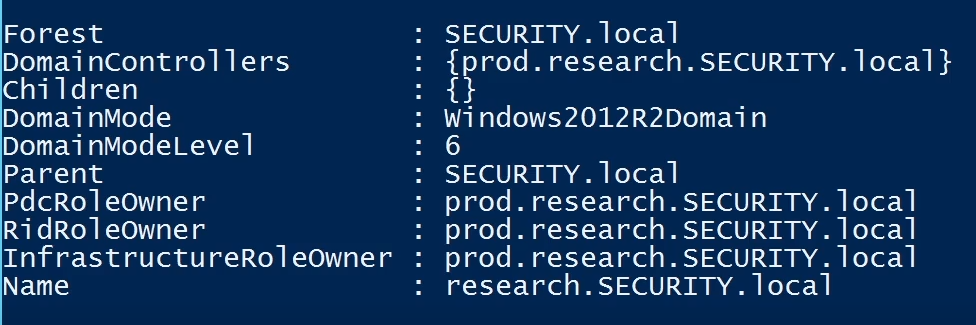 Forest                  : SECURITY.local
DomainControllers       : {prod.research.SECURITY.local}
Children                : {}
DomainMode              : Windows2012R2Domain
DomainModeLevel         : 6
Parent                  : SECURITY.local
PdcRoleOwner            : prod.research.SECURITY.local
RidRoleOwner            : prod.research.SECURITY.local
InfrastructureRoleOwner : prod.research.SECURITY.local
Name                    : research.SECURITY.local